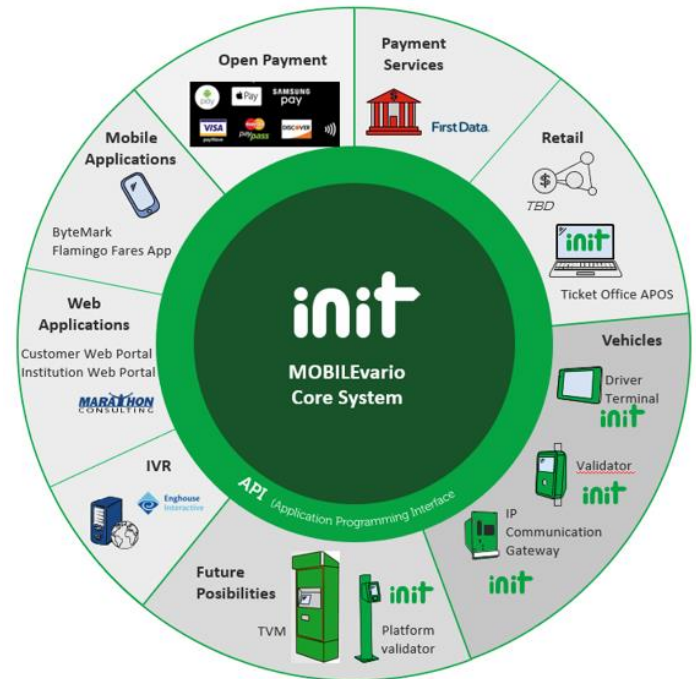 Open Payment
pay
Pay
SAMSUNG
pay
VISA
payWave
MasterCard
paypass
DISCOVER
Payment
Services
First Data.
Retail
$
TBD
init
Ticket Office APOS
Vehicles
Driver
Terminal
init
Validator
init
IP
Communication
Gateway
init
Future
Posibilities
TVM
init
Platform
validator
IVR
Enghouse
Interactive
Web
Applications
Customer Web Portal
Institution Web Portal
MARATHON
CONSULTING
Mobile
Applications
ByteMark
Flamingo Fares App
init
MOBILEvario
Core System
API (Application Programming Interface